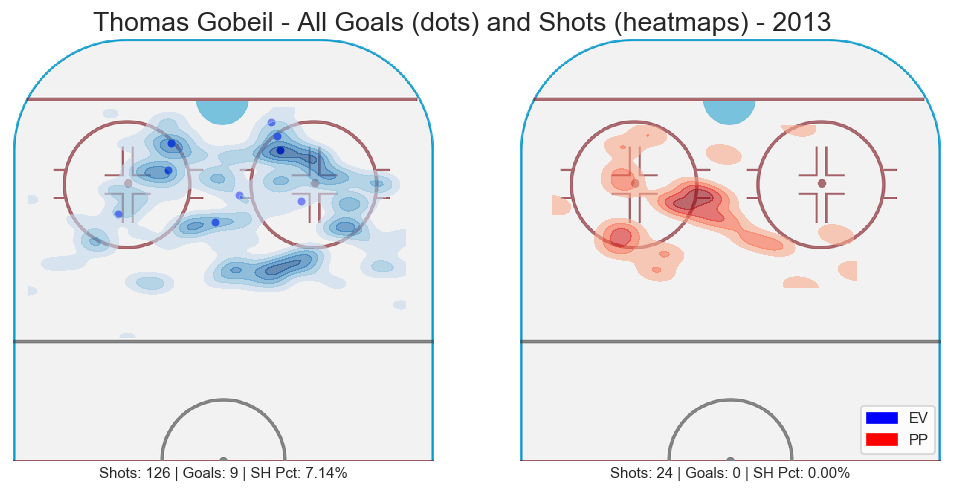 Thomas Gobeil - All Goals (dots) and Shots (heatmaps) - 2013
EV
PP
Shots: 126 | Goals: 9 | SH Pct: 7.14%
Shots: 24 | Goals: 0 | SH Pct: 0.00%